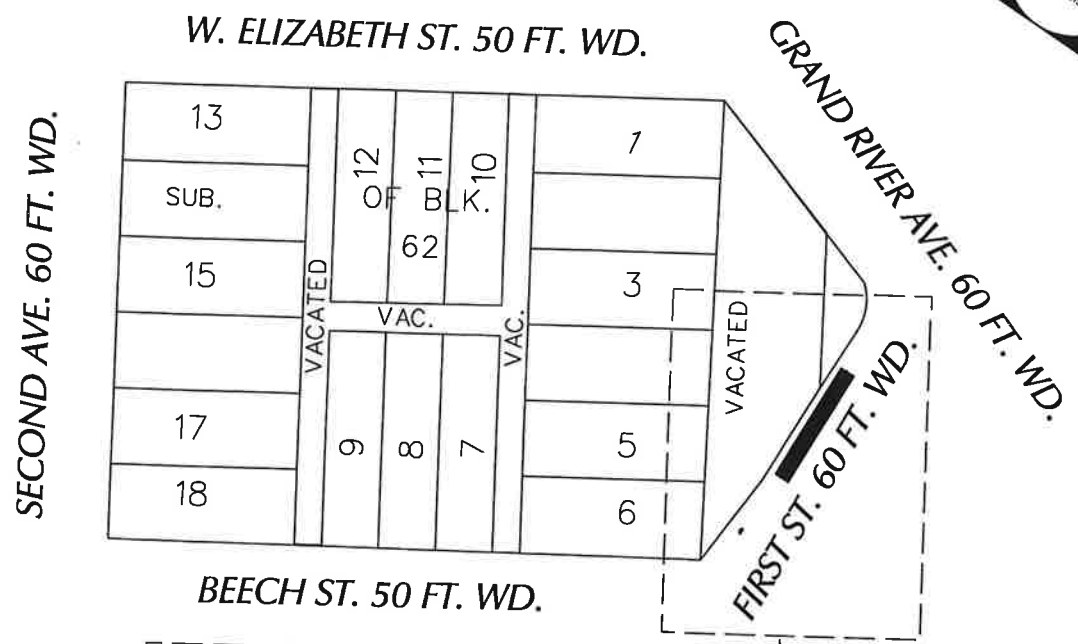 W. ELIZABETH ST. 50 FT. WD.
GRAND RIVER AVE. 60 FT. WD.
SECOND AVE. 60 FT. WD.
13
SUB.
15
17
18
VACATED
12
11
10
OF BLK.
62
VAC.
VAC.
9
8
7
1
3
5
6
VACATED
FIRST ST. 60 FT. WD.
BEECH ST. 50 FT. WD.